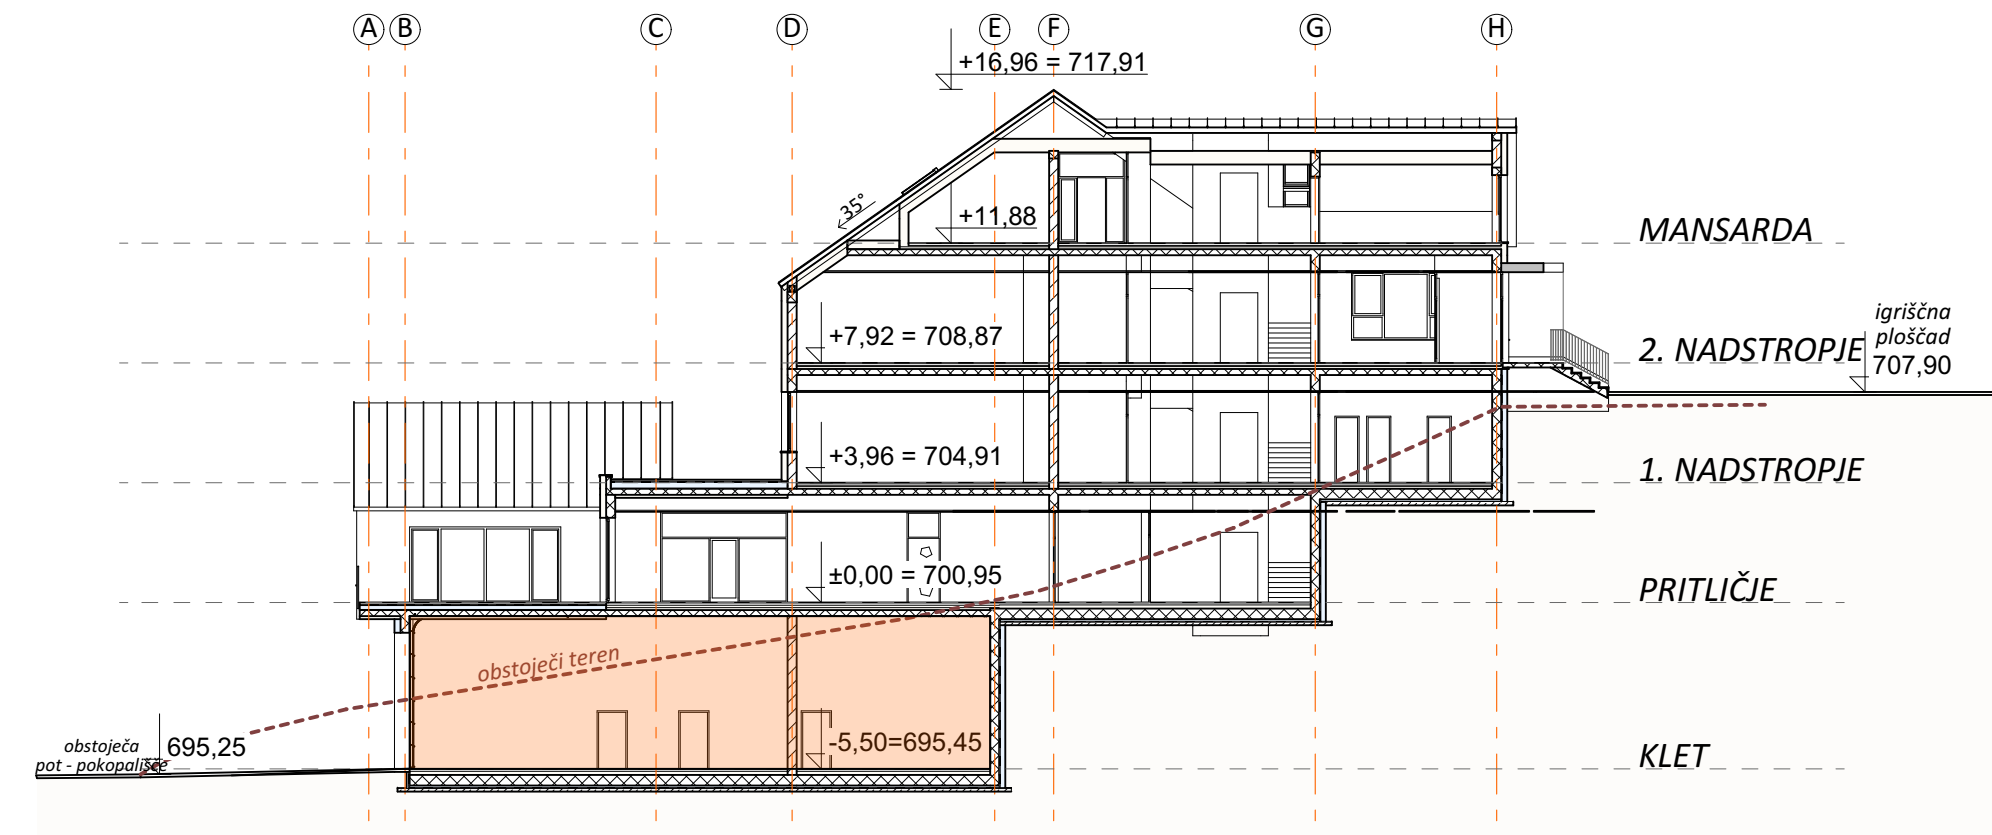 A B C D E F G H
+16,96 = 717,91
35°
+11,88
MANSARDA
+7,92 = 708,87
2. NADSTROPJE
igriščna
ploščad
707,90
+3,96 = 704,91
1. NADSTROPJE
±0,00 = 700,95
PRITLIČJE
obstoječi teren
obstoječa
pot - pokopališče
695,25
-5,50=695,45
KLET